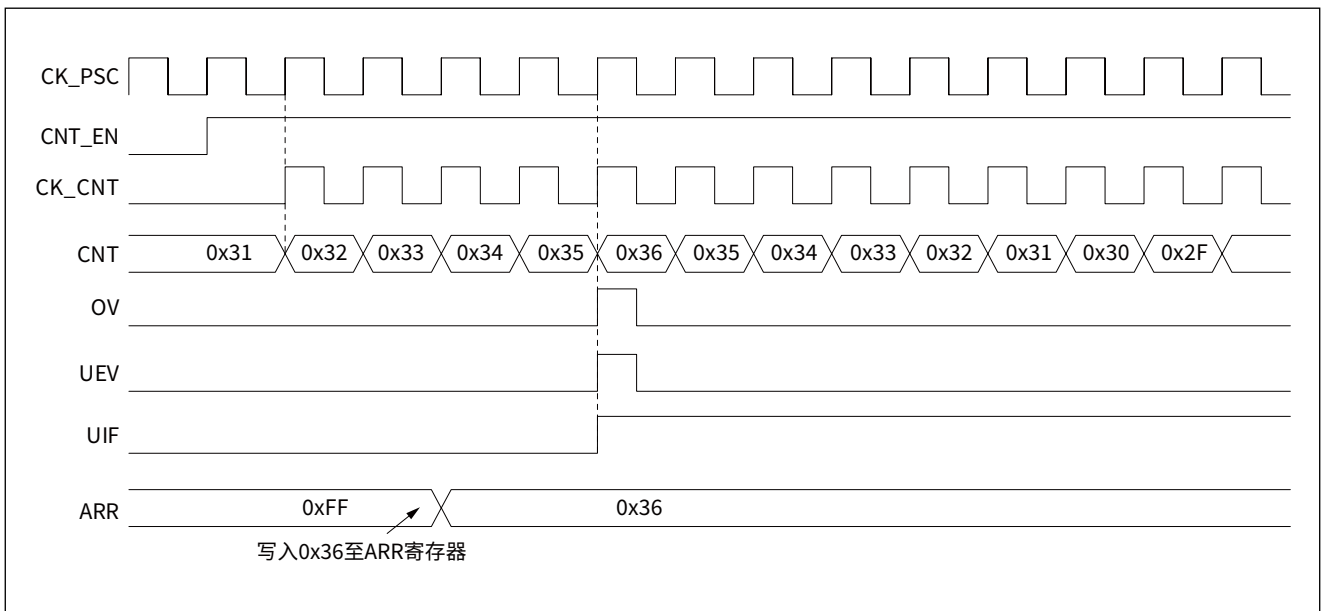 CK_PSC
CNT_EN
CK_CNT
CNT 0x31 0x32 0x33 0x34 0x35 0x36 0x35 0x34 0x33 0x32 0x31 0x30 0x2F
OV
UEV
UIF
ARR 0xFF 0x36
写入0x36至ARR寄存器